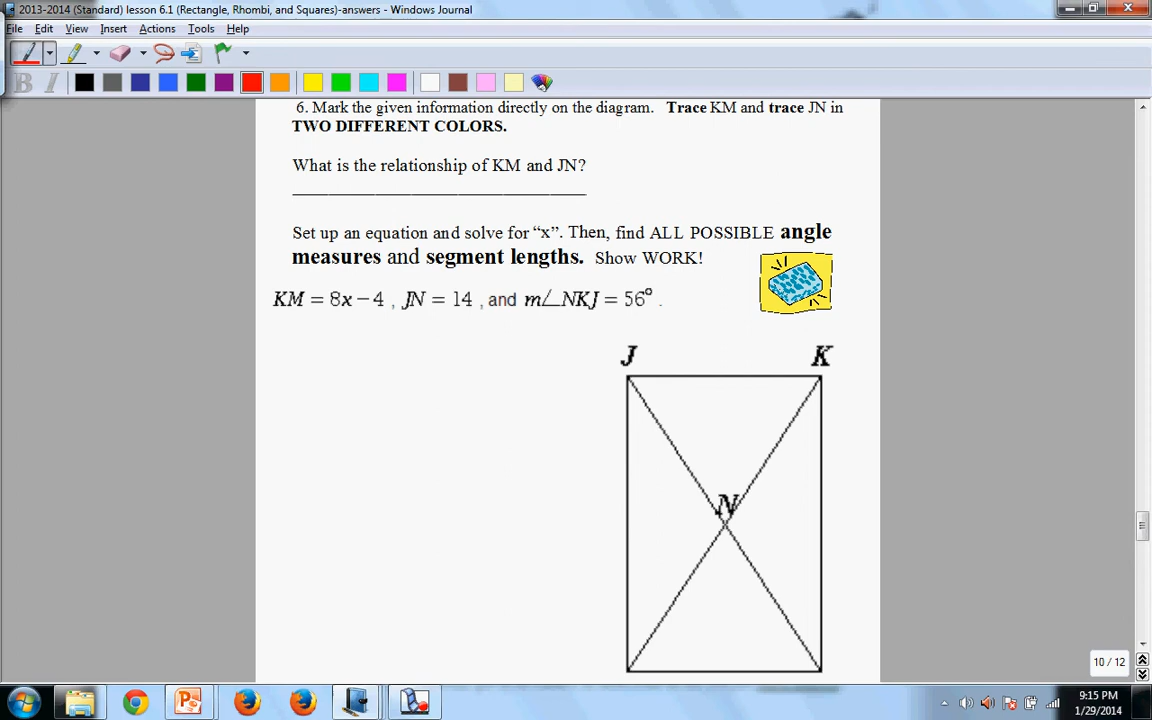 2013-2014 (Standard) lesson 6.1 (Rectangle, Rhombi, and Squares)-answers - Windows Journal
File Edit View Insert Actions Tools Help
B I
6. Mark the given information directly on the diagram. Trace KM and trace JN in
TWO DIFFERENT COLORS.
What is the relationship of KM and JN?
Set up an equation and solve for “x”. Then, find ALL POSSIBLE angle
measures and segment lengths. Show WORK!
KM = 8x − 4 , JN = 14 , and m∠NKJ = 56° .
J K
N
10 / 12
9:15 PM
1/29/2014